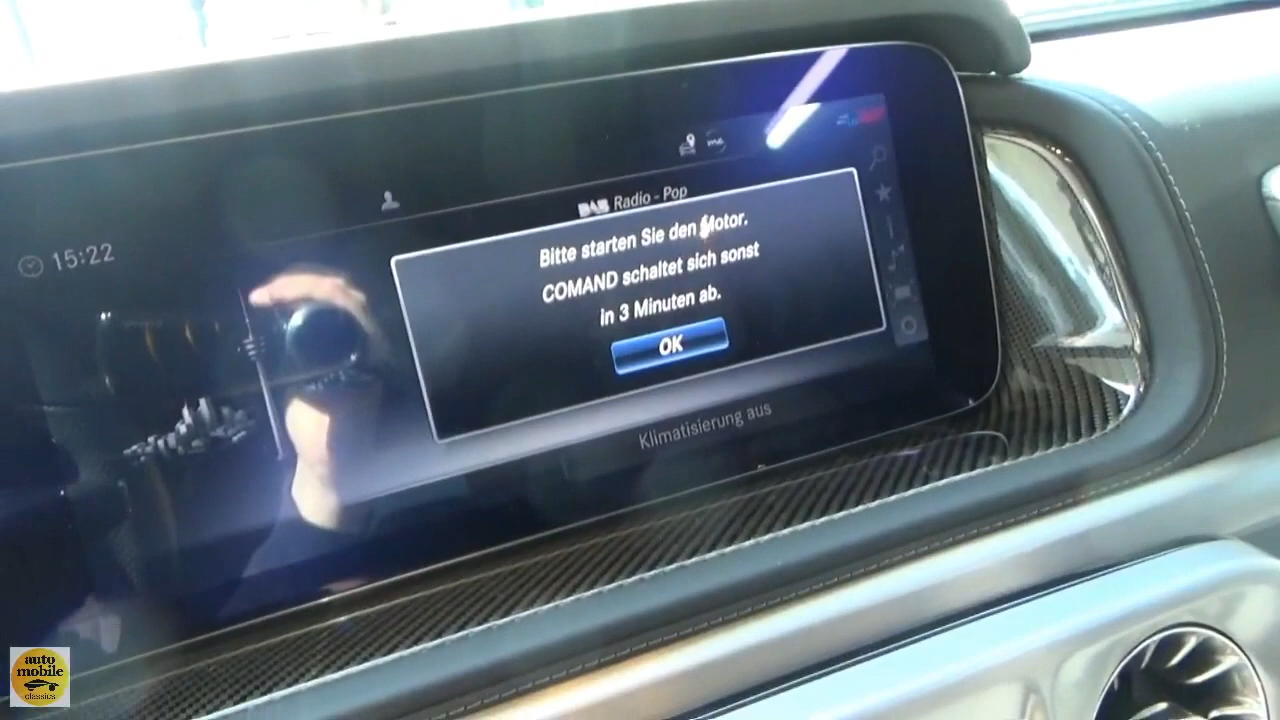 me
DAB Radio - Pop
15:22
Bitte starten Sie den Motor.
COMAND schaltet sich sonst
in 3 Minuten ab.
OK
Klimatisierung aus
auto
mobile
classics